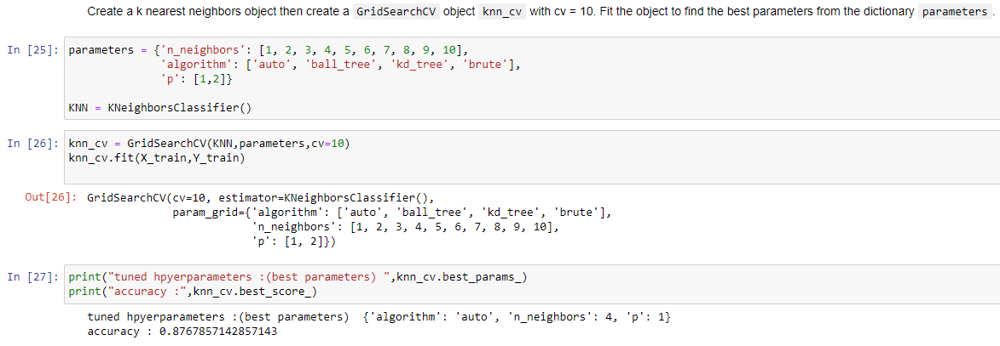 Create a k nearest neighbors object then create a GridSearchCV object knn_cv with cv = 10. Fit the object to find the best parameters from the dictionary parameters .
In [25]: parameters = {'n_neighbors': [1, 2, 3, 4, 5, 6, 7, 8, 9, 10],
'algorithm': ['auto', 'ball_tree', 'kd_tree', 'brute'],
'p': [1,2]}
KNN = KNeighborsClassifier()
In [26]: knn_cv = GridSearchCV(KNN,parameters,cv=10)
knn_cv.fit(X_train,Y_train)
Out[26]: GridSearchCV(cv=10, estimator=KNeighborsClassifier(),
param_grid={'algorithm': ['auto', 'ball_tree', 'kd_tree', 'brute'],
'n_neighbors': [1, 2, 3, 4, 5, 6, 7, 8, 9, 10],
'p': [1, 2]})
In [27]: print("tuned hpyerparameters :(best parameters) ",knn_cv.best_params_)
print("accuracy :",knn_cv.best_score_)
tuned hpyerparameters :(best parameters)  {'algorithm': 'auto', 'n_neighbors': 4, 'p': 1}
accuracy : 0.8767857142857143